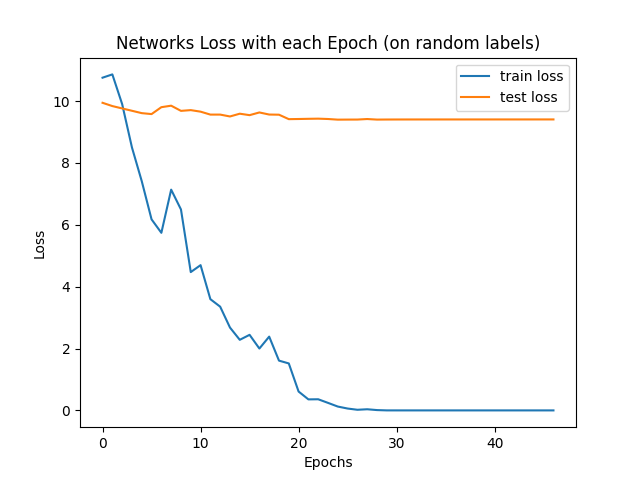 Networks Loss with each Epoch (on random labels)
train loss
test loss
10
8
6
4
2
0
Loss
0
10
20
30
40
Epochs